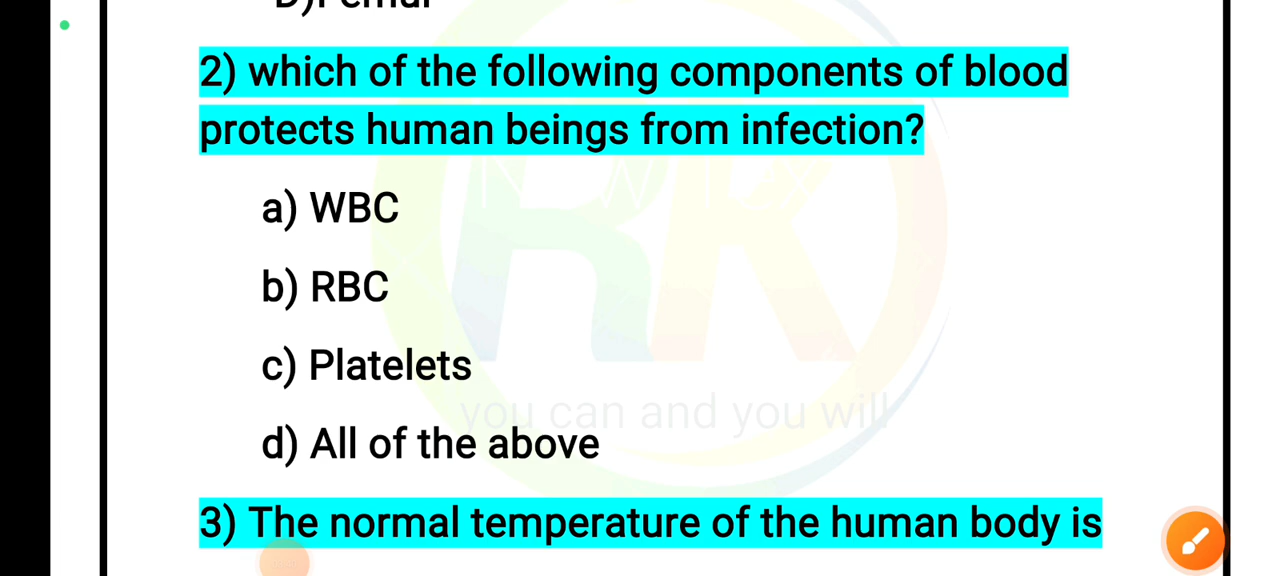 2) which of the following components of blood
protects human beings from infection?
a) WBC
b) RBC
c) Platelets
you can and you will
d) All of the above
3) The normal temperature of the human body is